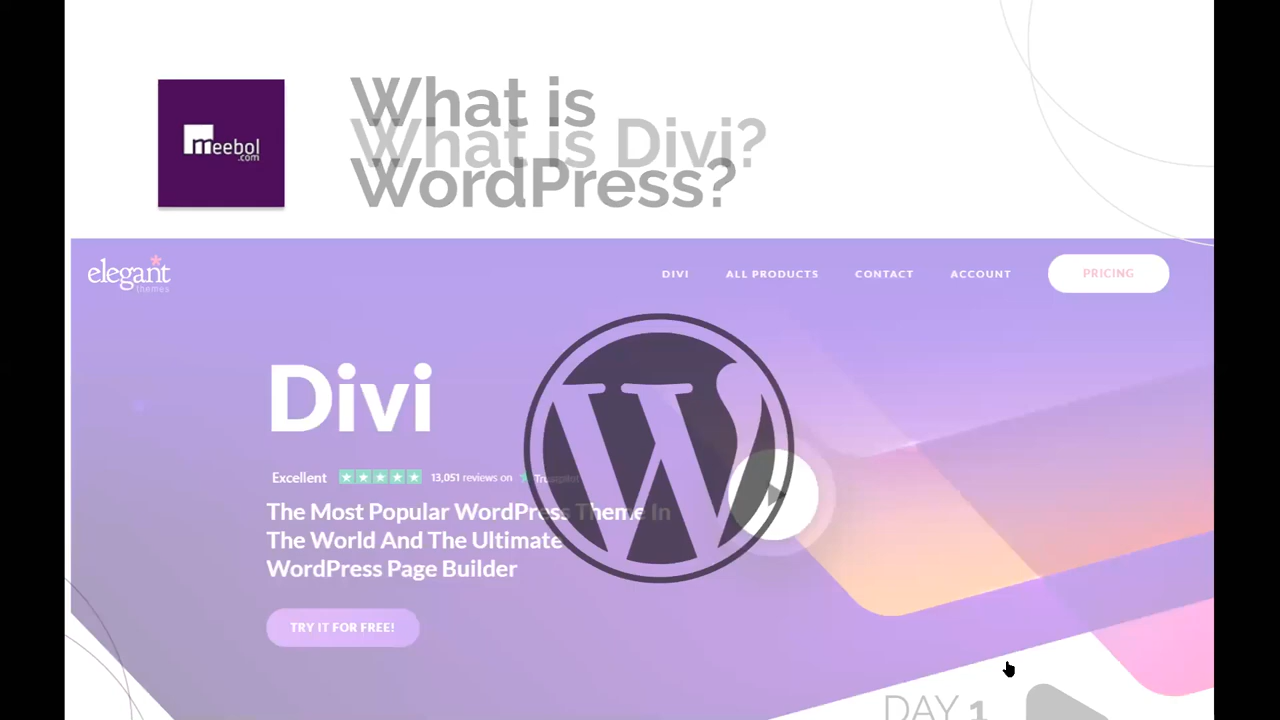 meebol
.com
What is
What is Divi?
WordPress?
elegant
themes
DIVI
ALL PRODUCTS
CONTACT
ACCOUNT
PRICING
Divi
Excellent
13,051 reviews on
Trustpilot
The Most Popular WordPress Theme In
The World And The Ultimate
WordPress Page Builder
TRY IT FOR FREE!
DAY 1